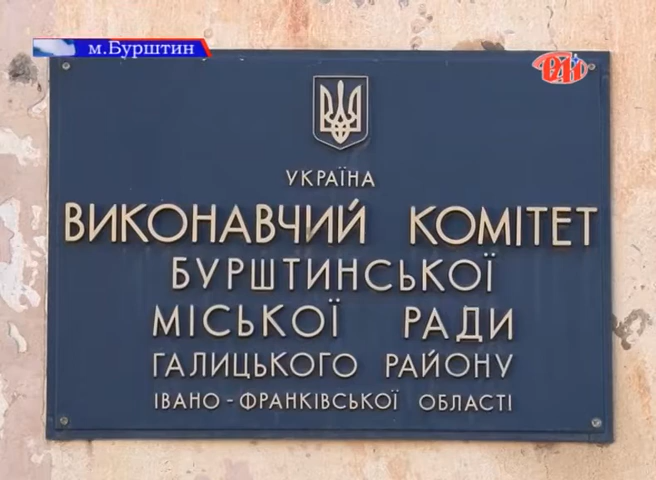 м.Бурштин
УКРАЇНА
ВИКОНАВЧИЙ КОМІТЕТ
БУРШТИНСЬКОЇ
МІСЬКОЇ РАДИ
ГАЛИЦЬКОГО РАЙОНУ
ІВАНО-ФРАНКІВСЬКОЇ ОБЛАСТІ